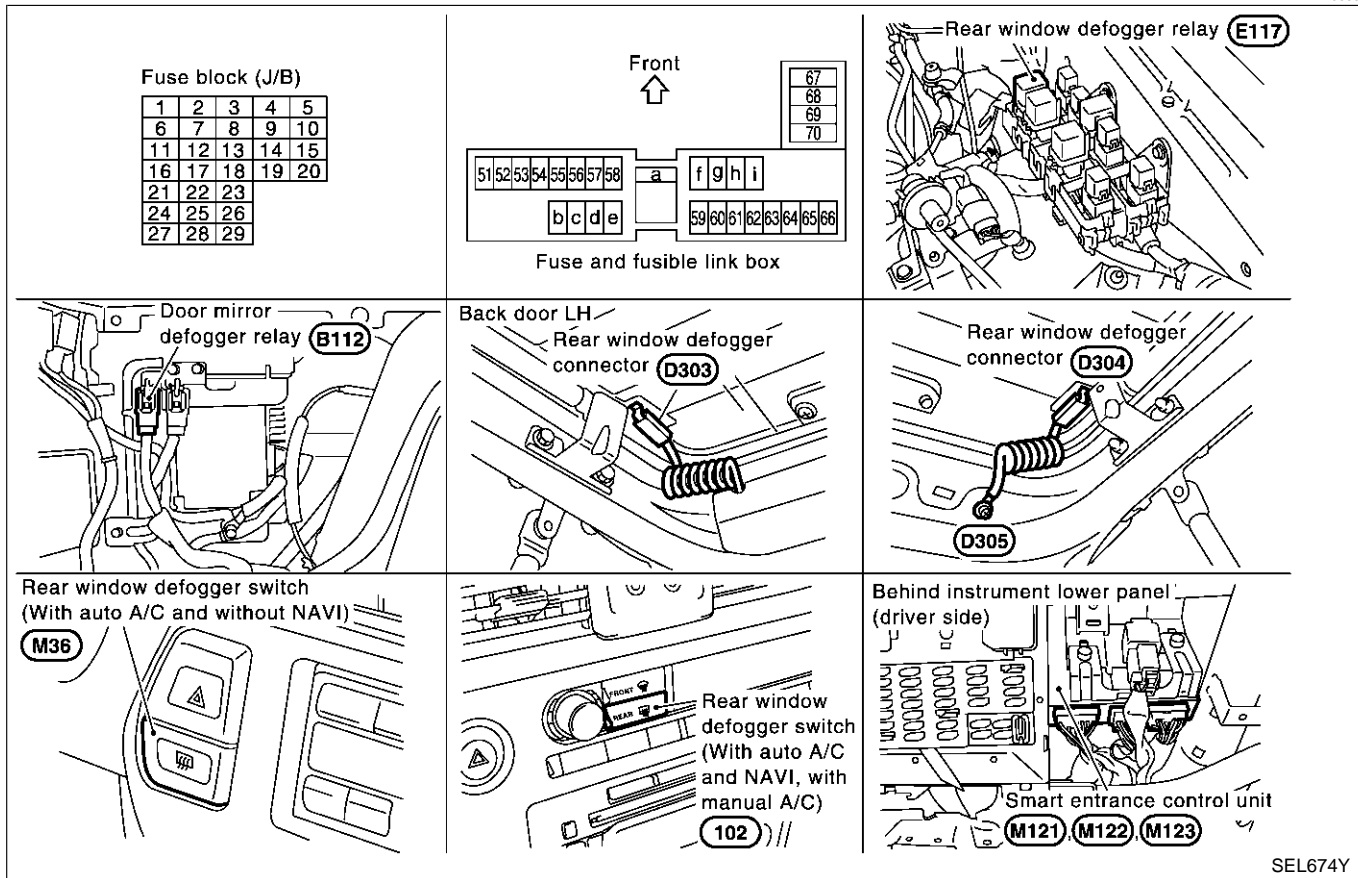 Fuse block (J/B)
1 2 3 4 5
6 7 8 9 10
11 12 13 14 15
16 17 18 19 20
21 22 23
24 25 26
27 28 29
Front
67
68
69
70
51 52 53 54 55 56 57 58 a f g h i
b c d e 59 60 61 62 63 64 65 66
Fuse and fusible link box
Rear window defogger relay E117
Door mirror
defogger relay B112
Back door LH
Rear window defogger
connector D303
Rear window defogger
connector D304
D305
Rear window defogger switch
(With auto A/C and without NAVI)
M36
FRONT
REAR
Rear window
defogger switch
(With auto A/C
and NAVI, with
manual A/C)
102
Behind instrument lower panel
(driver side)
Smart entrance control unit
M121, M122, M123
SEL674Y